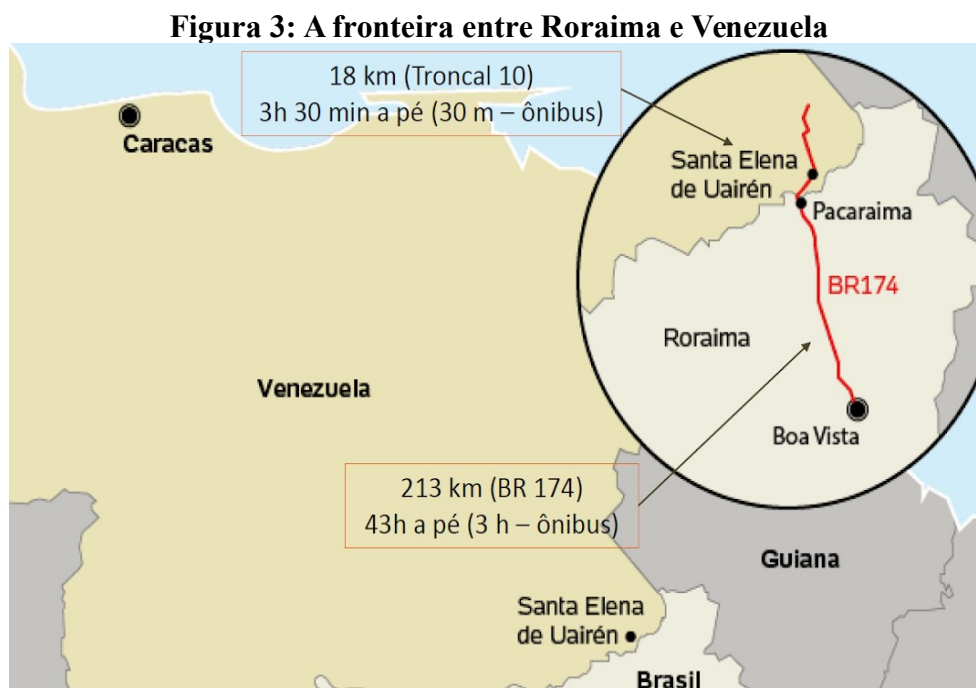 Figura 3: A fronteira entre Roraima e Venezuela
18 km (Troncal 10)
3h 30 min a pé (30 m – ônibus)
Caracas
Santa Elena
de Uairén
Pacaraima
BR174
Roraima
Venezuela
Boa Vista
213 km (BR 174)
43h a pé (3 h – ônibus)
Guiana
Santa Elena
de Uairén
Brasil